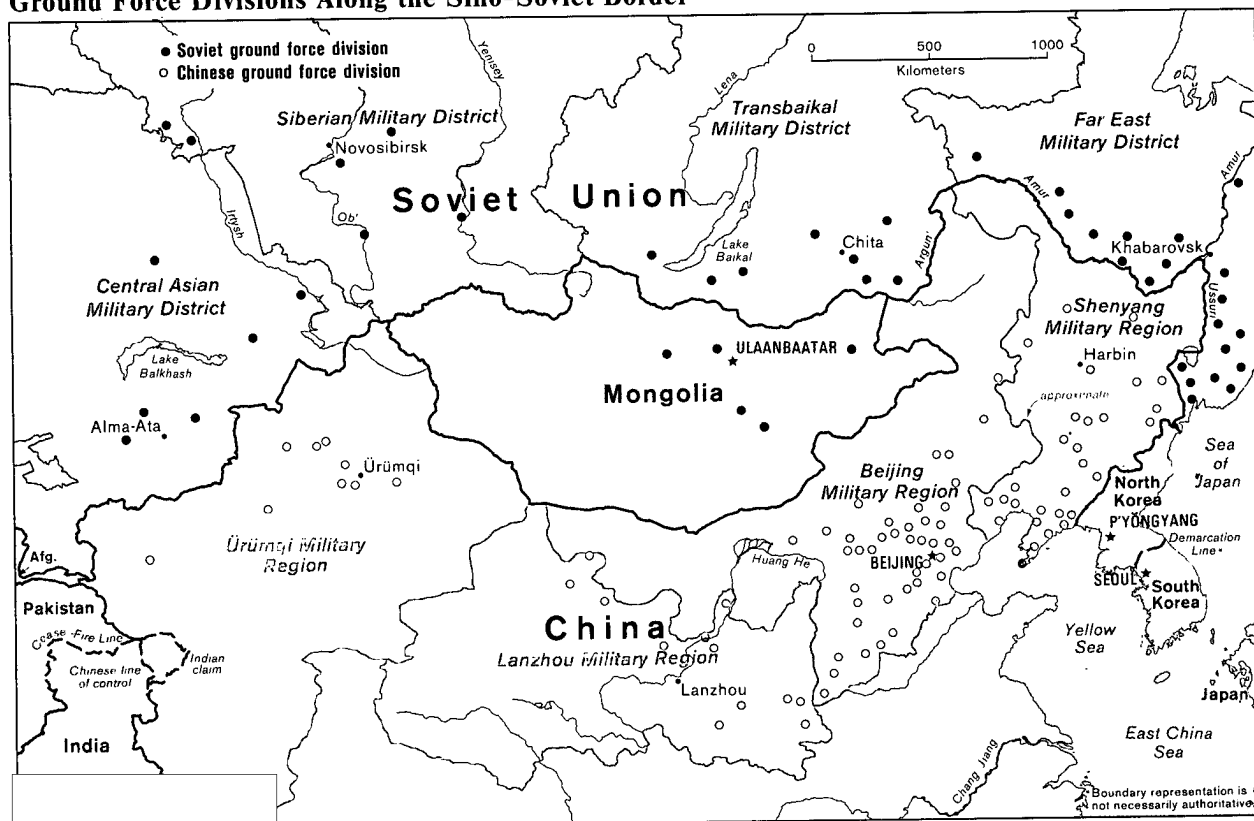 Ground Force Divisions Along the Sino-Soviet Border
Soviet ground force division
Chinese ground force division
0 500 1000
Kilometers
Yenisey
Lena
Siberian Military District
Novosibirsk
Transbaikal
Military District
Far East
Military District
Amur
Amur
Soviet Union
Irtysh
Ob'
Lake
Baikal
Chita
Argun'
Khabarovsk
Ussuri
Central Asian
Military District
Lake
Balkhash
Alma-Ata
ULAANBAATAR
Mongolia
Shenyang
Military Region
Harbin
approximate
Ürümqi
Beijing
Military Region
Sea
of
Japan
North
Korea
P'YŎNGYANG
Demarcation
Line
Ürümqi Military
Region
Afg.
Huang He
BEIJING
SEOUL
South
Korea
Pakistan
Cease-Fire Line
Chinese line
of control
Indian
claim
India
China
Lanzhou Military Region
Lanzhou
Yellow
Sea
Japan
East China
Sea
Chang Jiang
Boundary representation is
not necessarily authoritative.